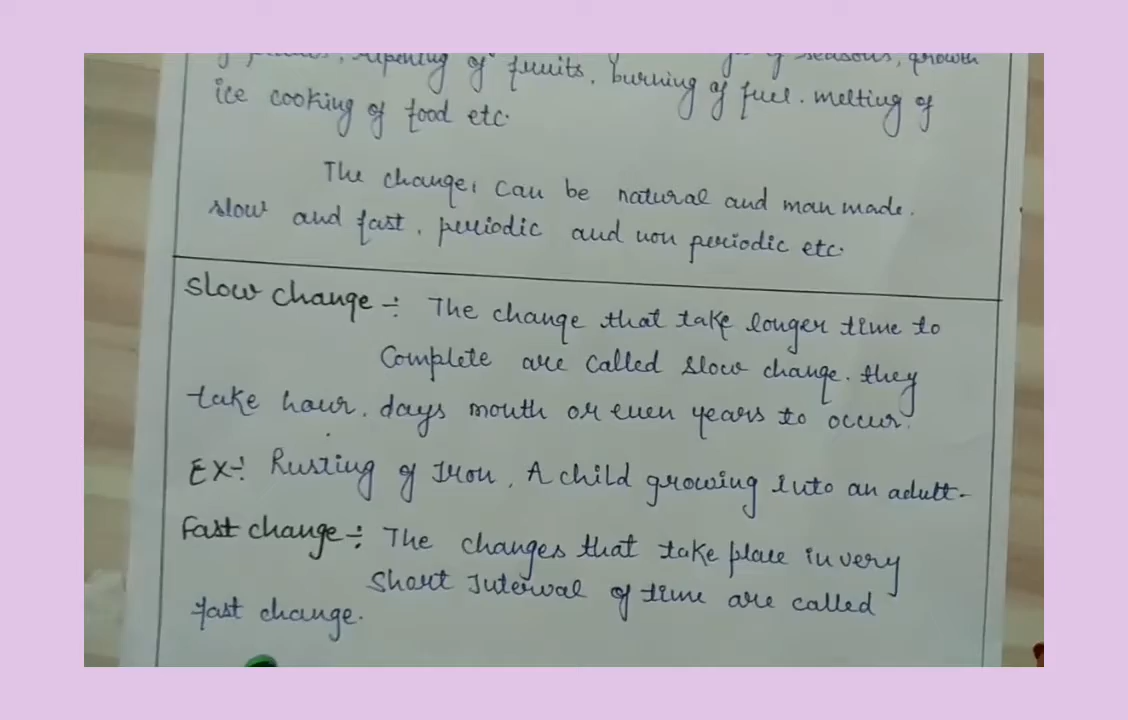 ripening of fruits, burning of fuel. melting of seasons, growth
ice cooking of food etc.
The change, can be natural and man made.
slow and fast, periodic and non periodic etc.
Slow change ÷ The change that take longer time to
Complete are called slow change. they
take hour, days mouth or even years to occur.
EX-: Rusting of Iron, A child growing into an adult-
Fast change ÷ The changes that take place in very
Short Interval of time are called
fast change.